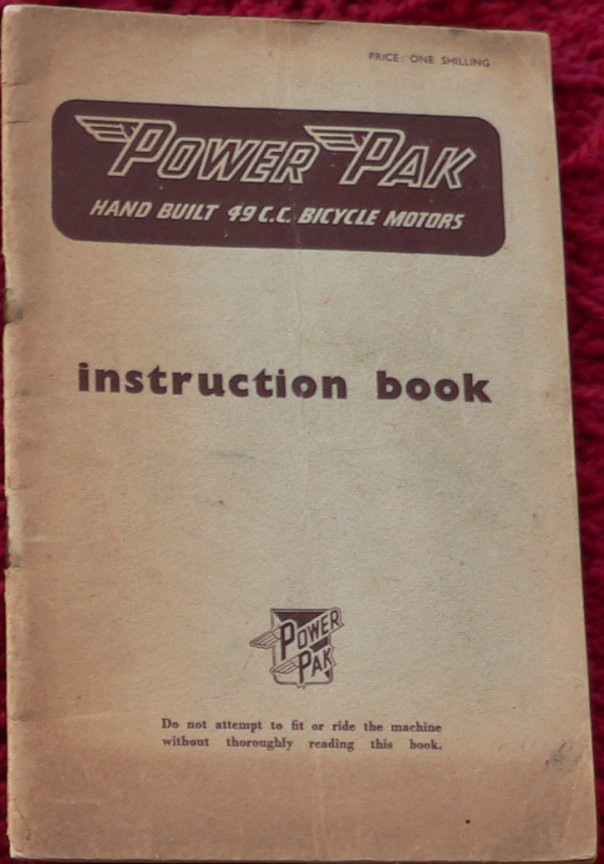 PRICE: ONE SHILLING
POWER PAK
HAND BUILT 49 C.C. BICYCLE MOTORS
instruction book
POWER
PAK
Do not attempt to fit or ride the machine
without thoroughly reading this book.